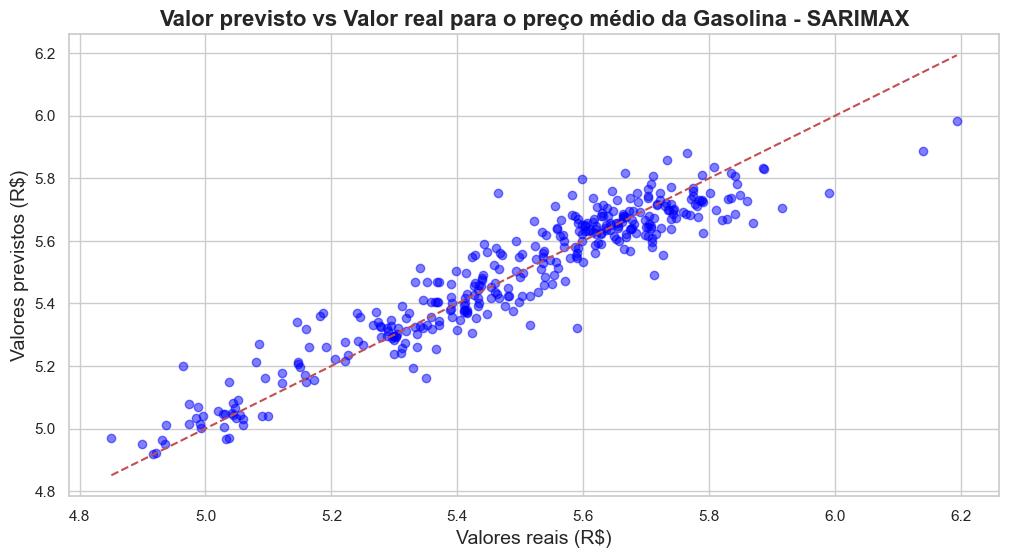 Valor previsto vs Valor real para o preço médio da Gasolina - SARIMAX
Valores previstos (R$)
6.2
6.0
5.8
5.6
5.4
5.2
5.0
4.8
4.8 5.0 5.2 5.4 5.6 5.8 6.0 6.2
Valores reais (R$)